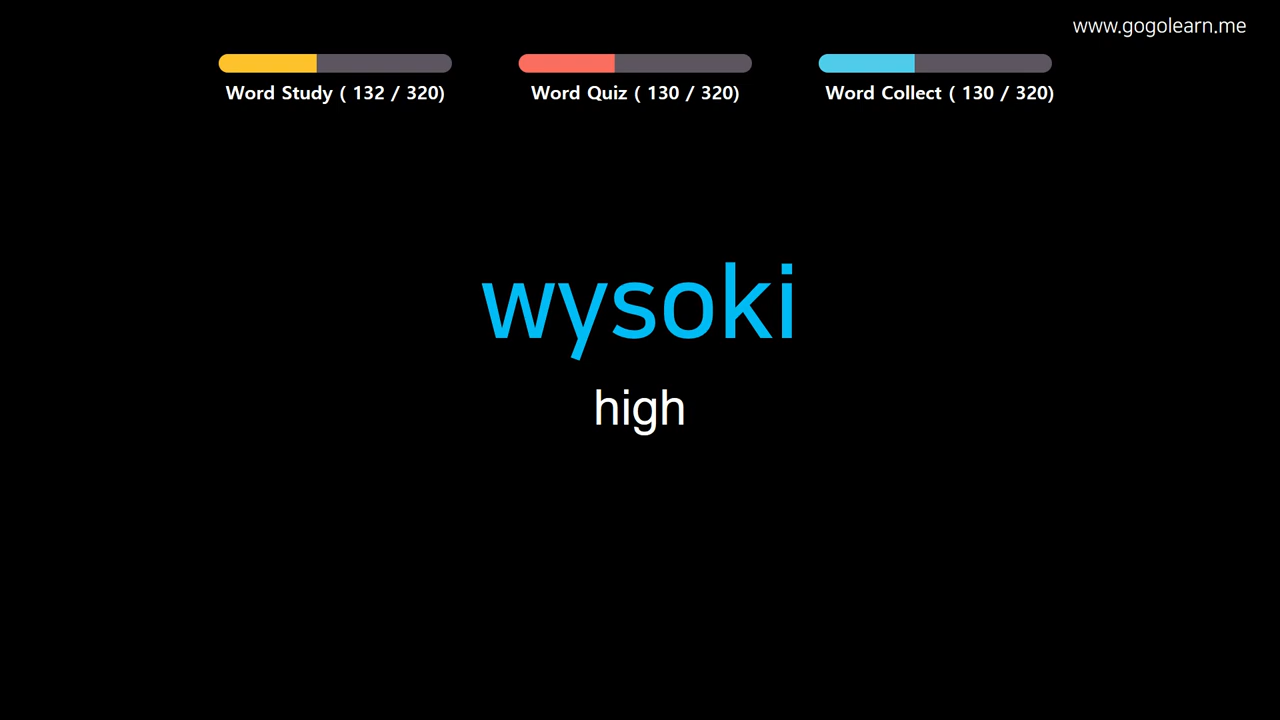 www.gogolearn.me
Word Study ( 132 / 320)
Word Quiz ( 130 / 320)
Word Collect ( 130 / 320)
wysoki
high